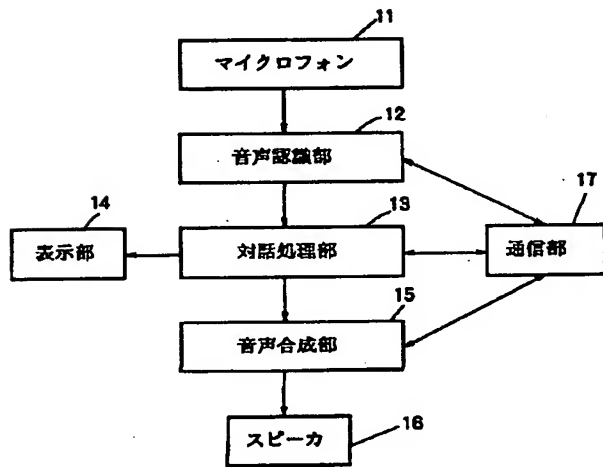 11
マイクロフォン
12
音声認識部
14
13
17
表示部
対話処理部
通信部
15
音声合成部
スピーカ
16